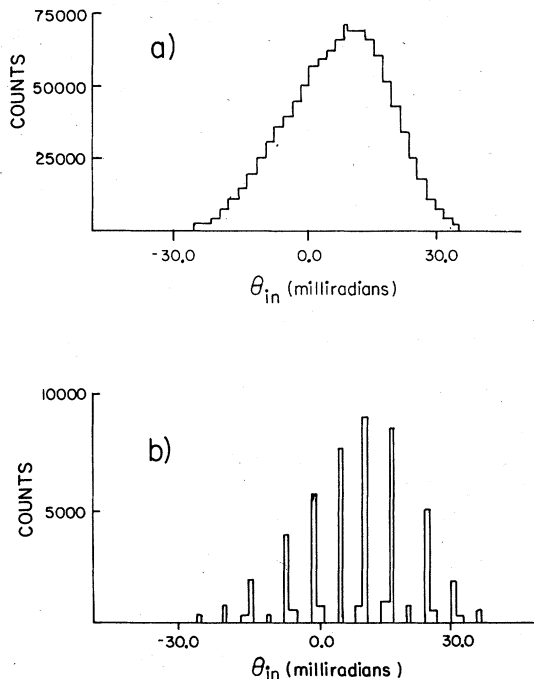 75000
a)
50000
25000
COUNTS
-30.0 0.0 30.0
θin (milliradians)
10000
b)
5000
COUNTS
-30.0 0.0 30.0
θin (milliradians)